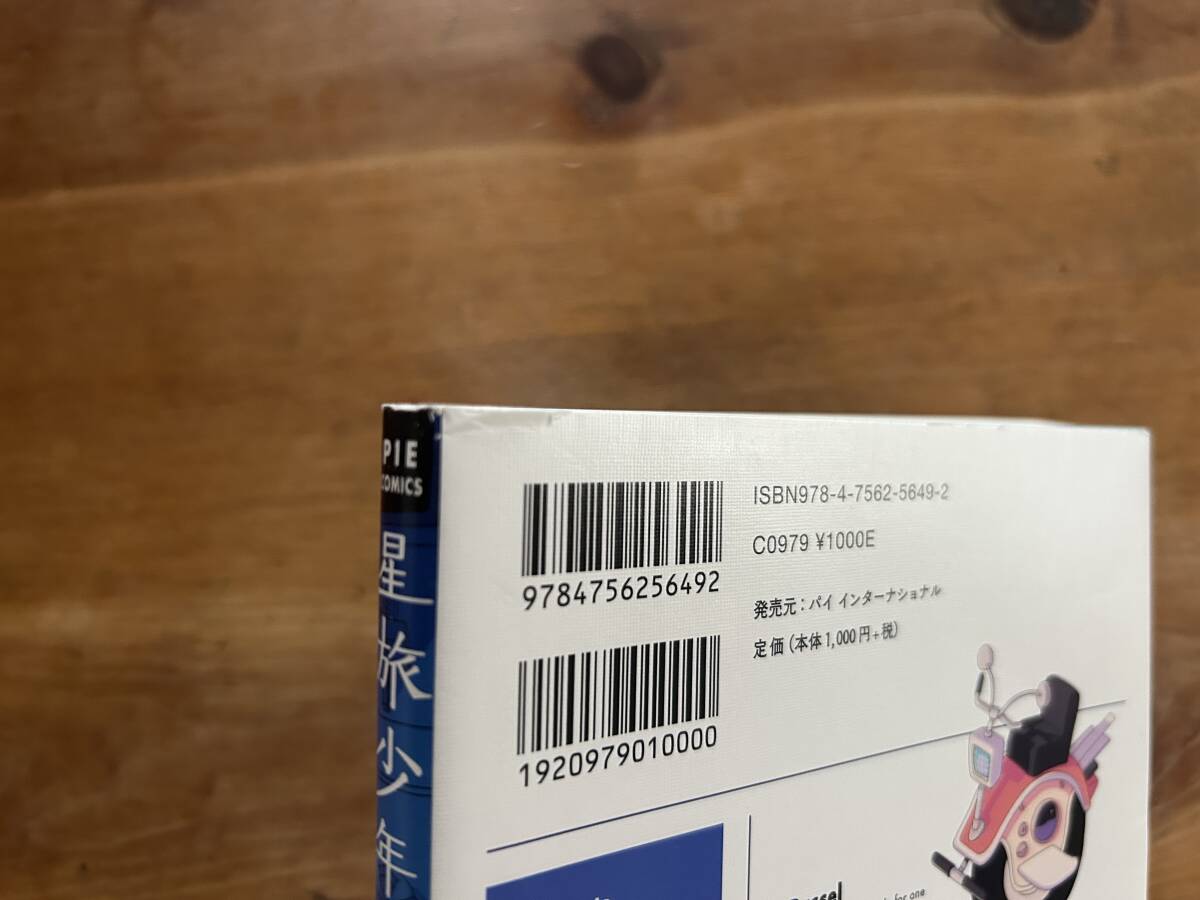 PIE
COMICS
星旅少年
9784756256492
1920979010000
ISBN978-4-7562-5649-2
C0979 ¥1000E
発売元:パイ インターナショナル
定価(本体1,000円+税)
for one